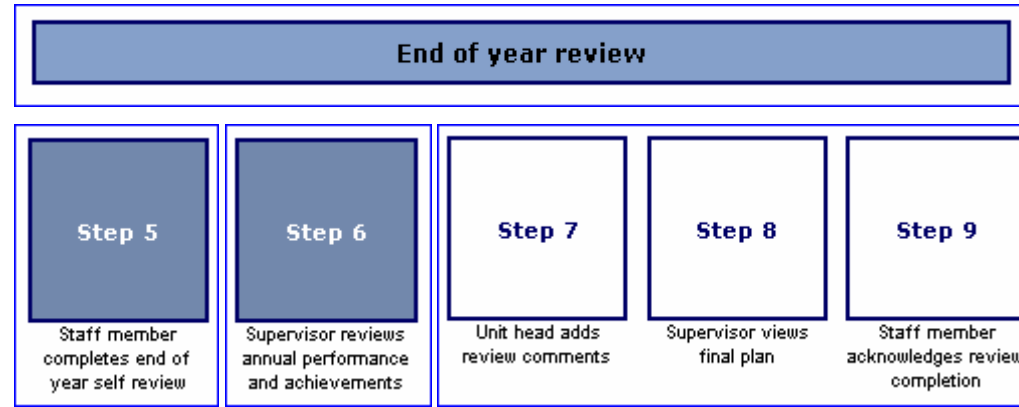 End of year review
Step 5
Staff member
completes end of
year self review
Step 6
Supervisor reviews
annual performance
and achievements
Step 7
Unit head adds
review comments
Step 8
Supervisor views
final plan
Step 9
Staff member
acknowledges review
completion